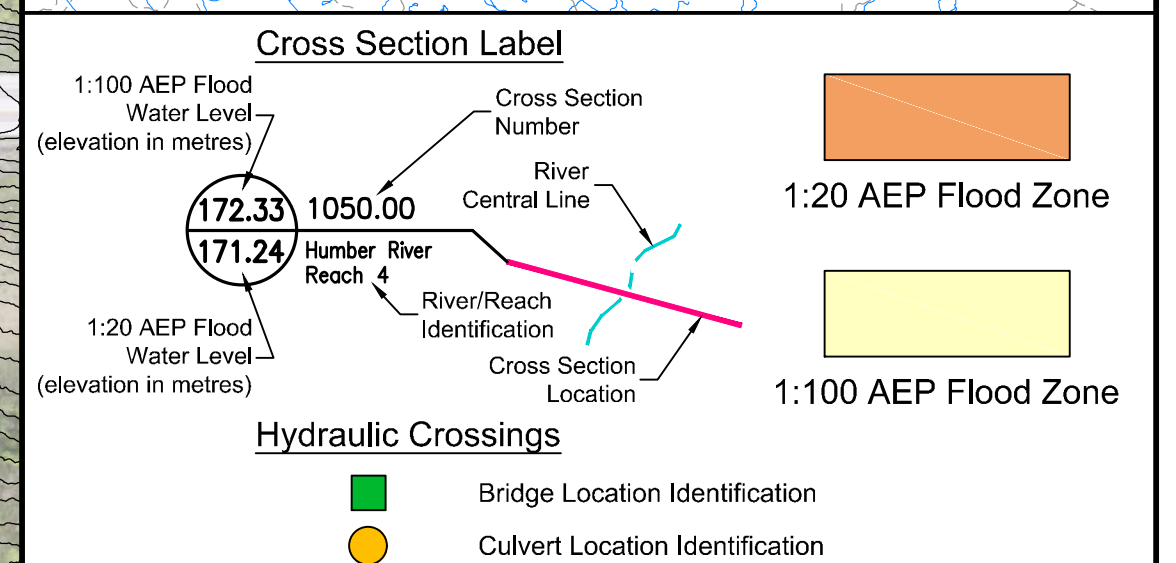 Cross Section Label
1:100 AEP Flood
Water Level
(elevation in metres)
Cross Section
Number
River
Central Line
172.33
1050.00
171.24
Humber River
Reach 4
River/Reach
Identification
1:20 AEP Flood
Water Level
(elevation in metres)
Cross Section
Location
1:20 AEP Flood Zone
1:100 AEP Flood Zone
Hydraulic Crossings
Bridge Location Identification
Culvert Location Identification